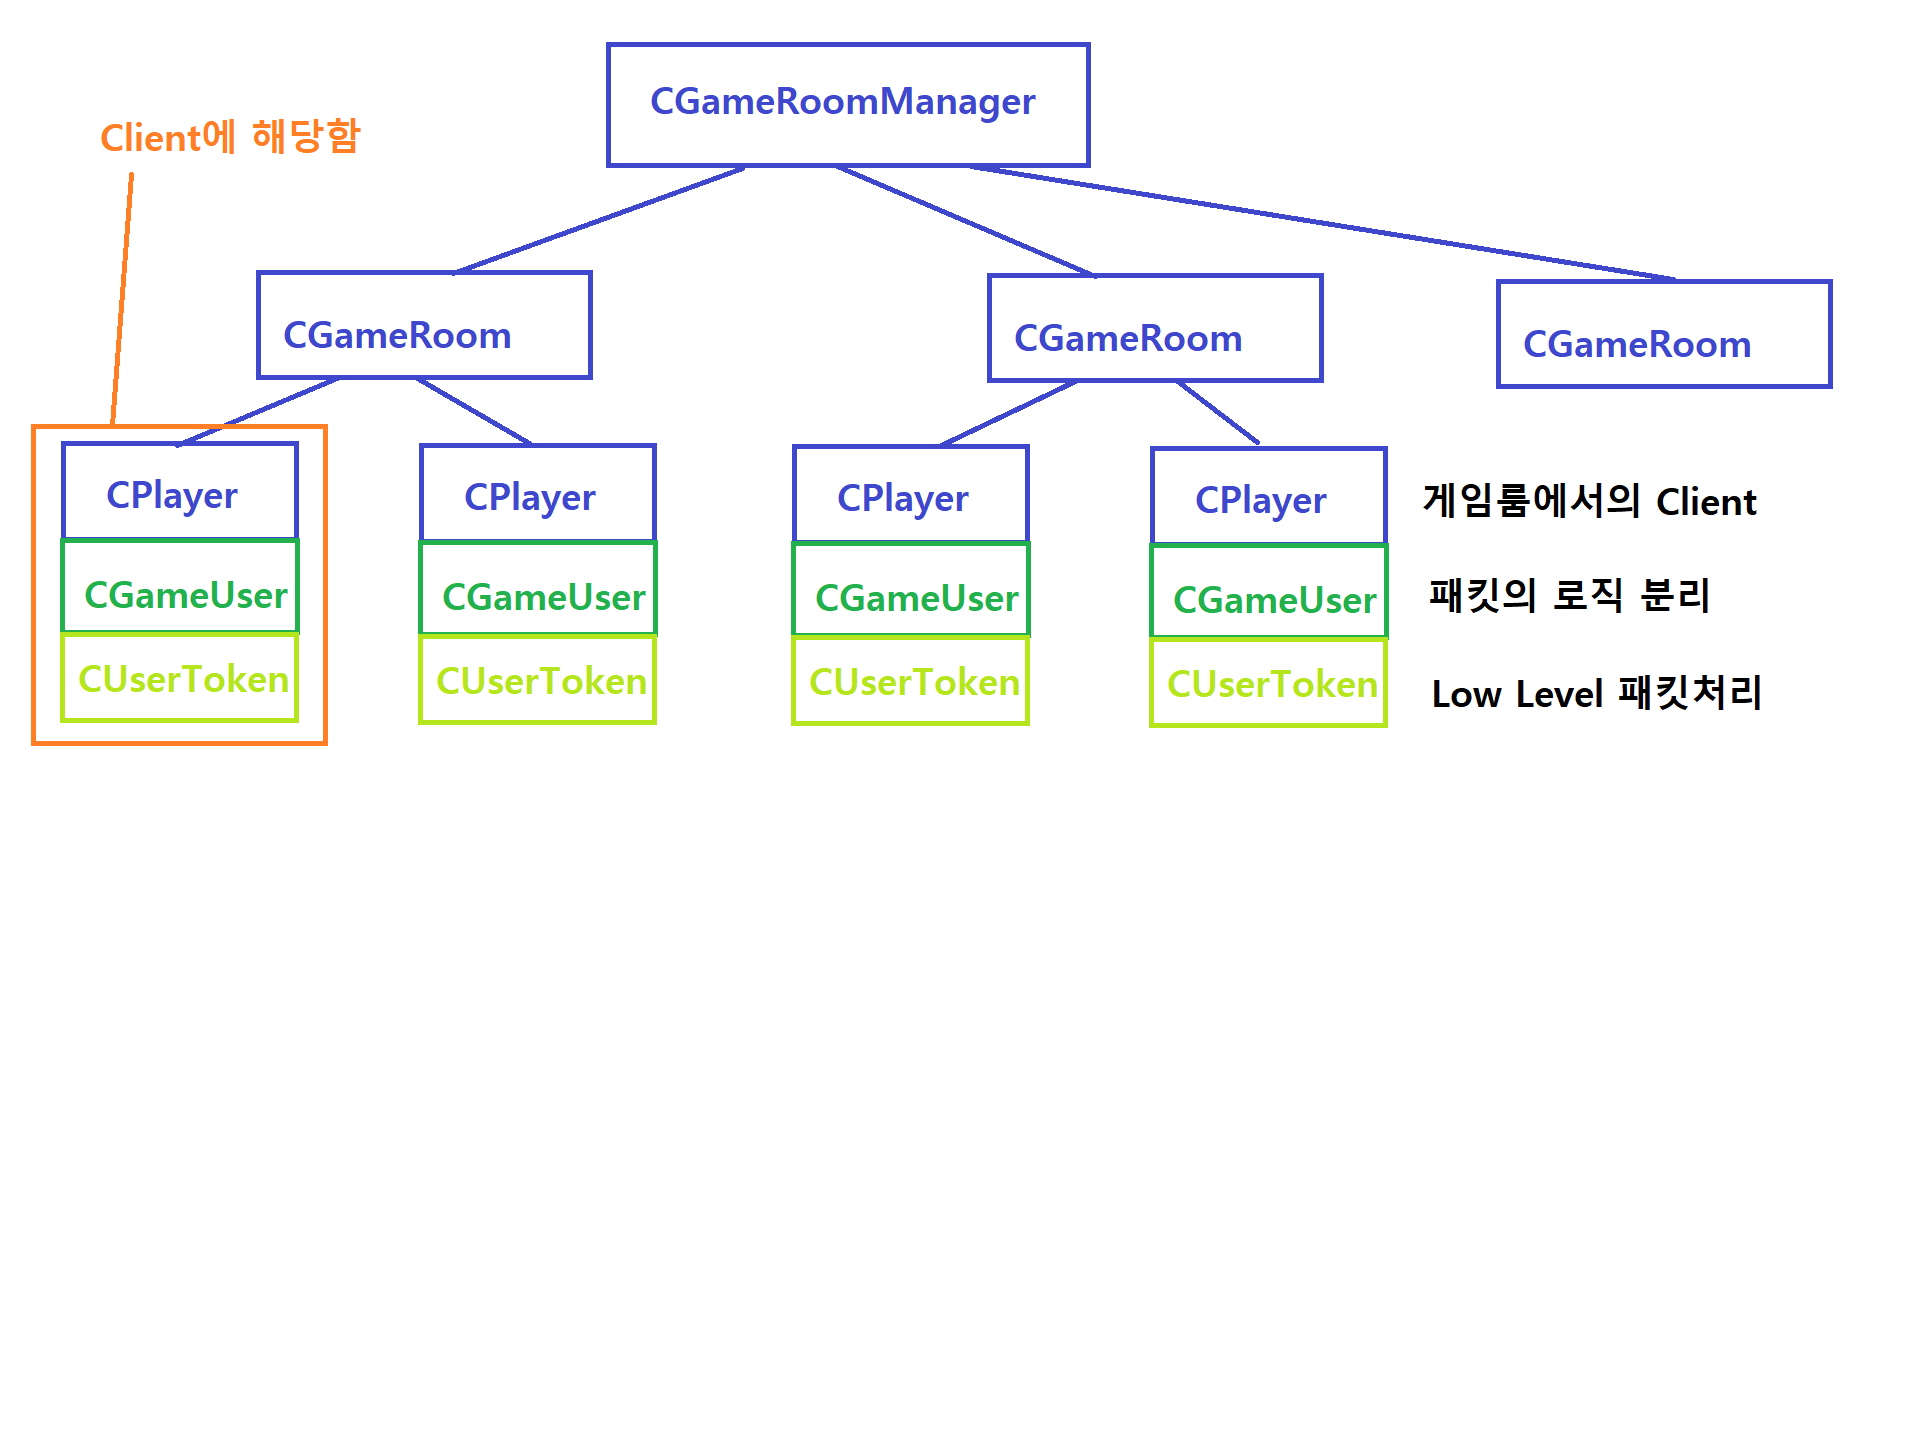 CGameRoomManager
Client에 해당함
CGameRoom
CGameRoom
CGameRoom
CPlayer
CPlayer
CPlayer
CPlayer
게임룸에서의 Client
CGameUser
CGameUser
CGameUser
CGameUser
패킷의 로직 분리
CUserToken
CUserToken
CUserToken
CUserToken
Low Level 패킷처리